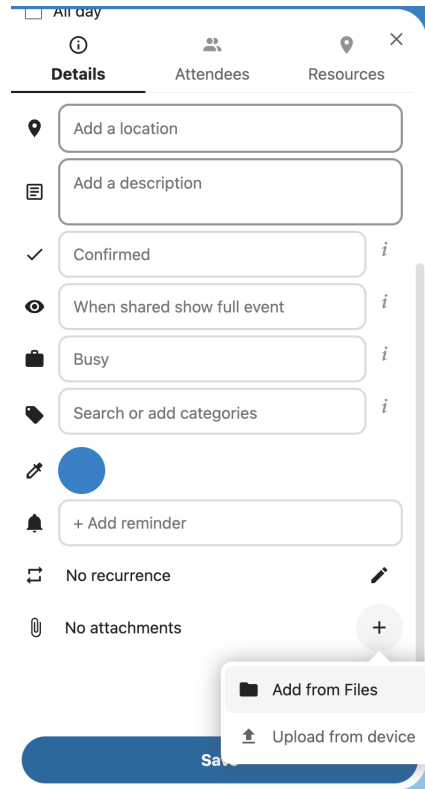 All day
Details
Attendees
Resources
Add a location
Add a description
Confirmed
i
When shared show full event
i
Busy
i
Search or add categories
i
+ Add reminder
No recurrence
No attachments
+
Add from Files
Upload from device
Save